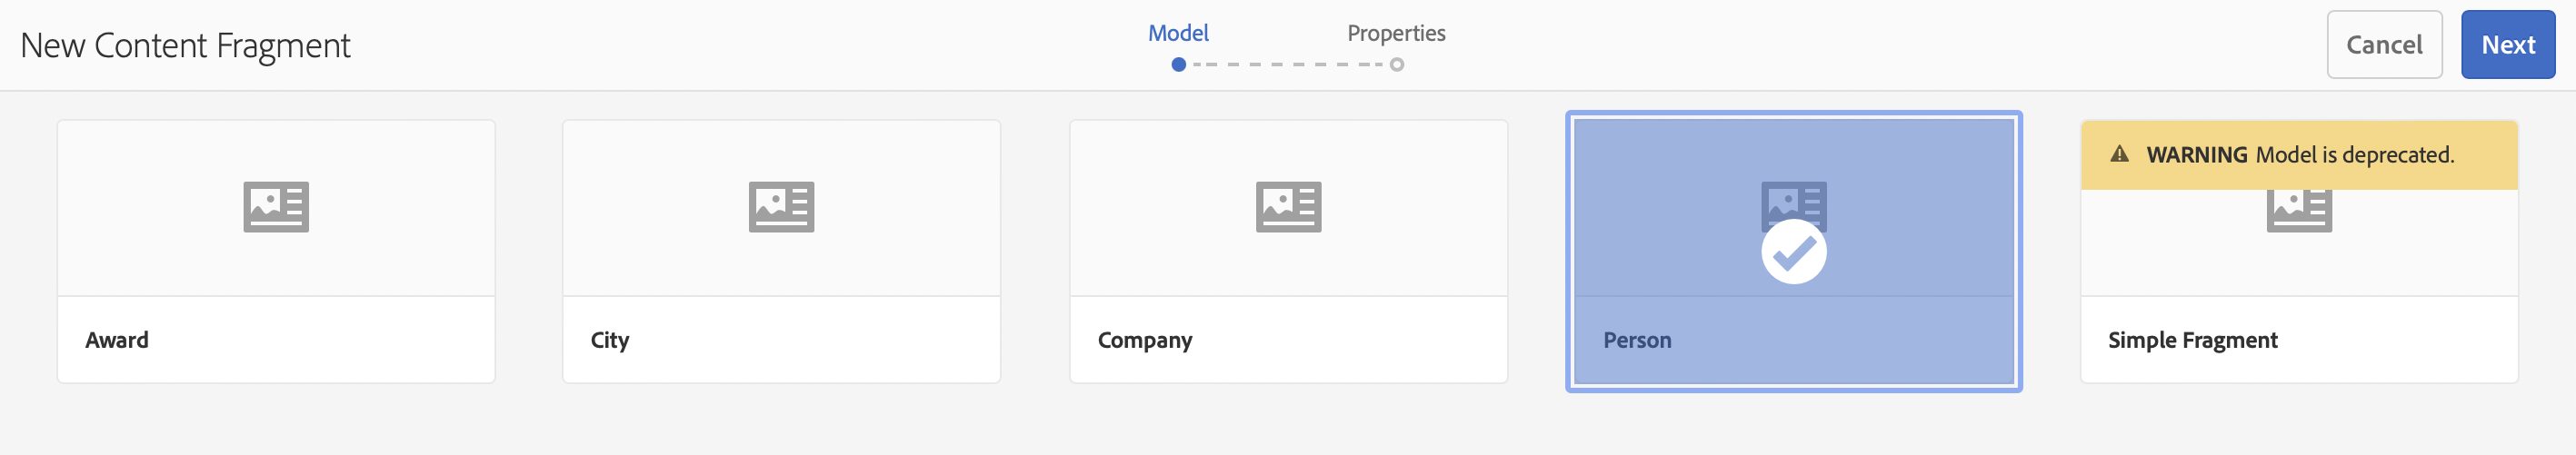 New Content Fragment
Model
Properties
Cancel
Next
WARNING Model is deprecated.
Award
City
Company
Person
Simple Fragment